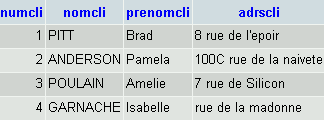 numcli nomcli prenomcli adrscli
1 PITT Brad 8 rue de l'epoir
2 ANDERSON Pamela 100C rue de la naivete
3 POULAIN Amelie 7 rue de Silicon
4 GARNACHE Isabelle rue de la madonne